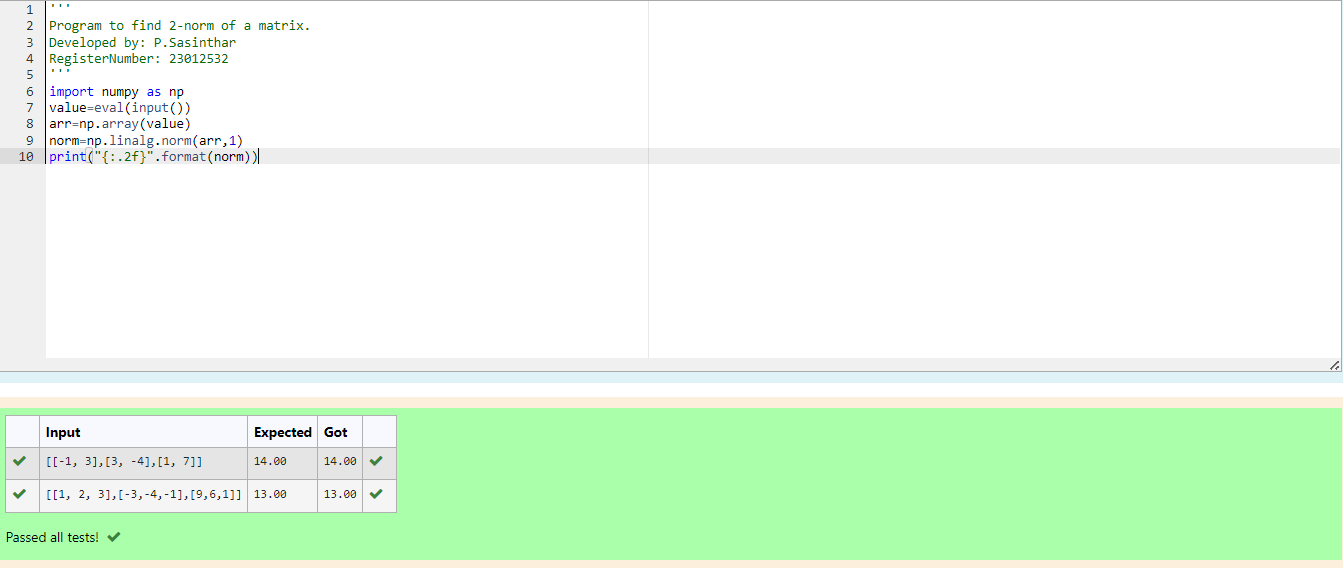 1 '''
2 Program to find 2-norm of a matrix.
3 Developed by: P.Sasinthar
4 RegisterNumber: 23012532
5 '''
6 import numpy as np
7 value=eval(input())
8 arr=np.array(value)
9 norm=np.linalg.norm(arr,1)
10 print("{:.2f}".format(norm))
Input Expected Got
[[-1, 3],[3, -4],[1, 7]] 14.00 14.00
[[1, 2, 3],[-3,-4,-1],[9,6,1]] 13.00 13.00
Passed all tests!